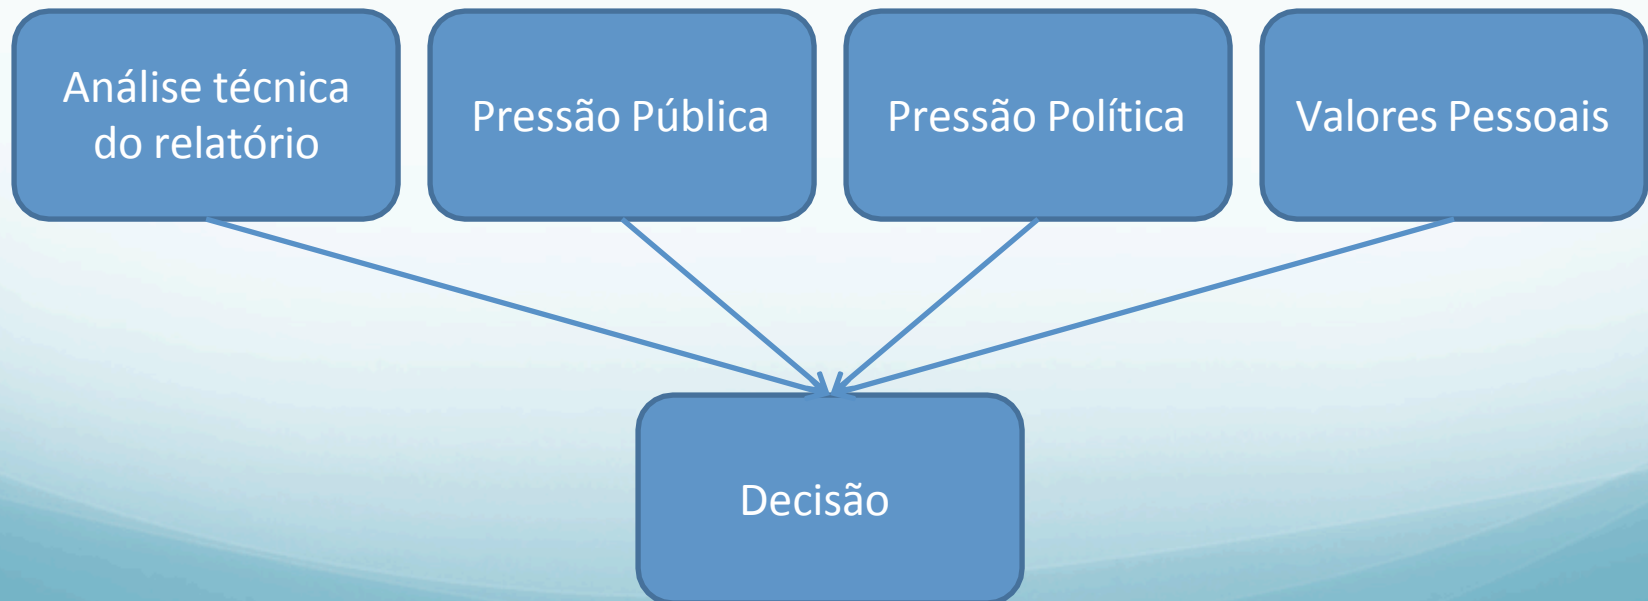 Análise técnica
do relatório
Pressão Pública
Pressão Política
Valores Pessoais
Decisão